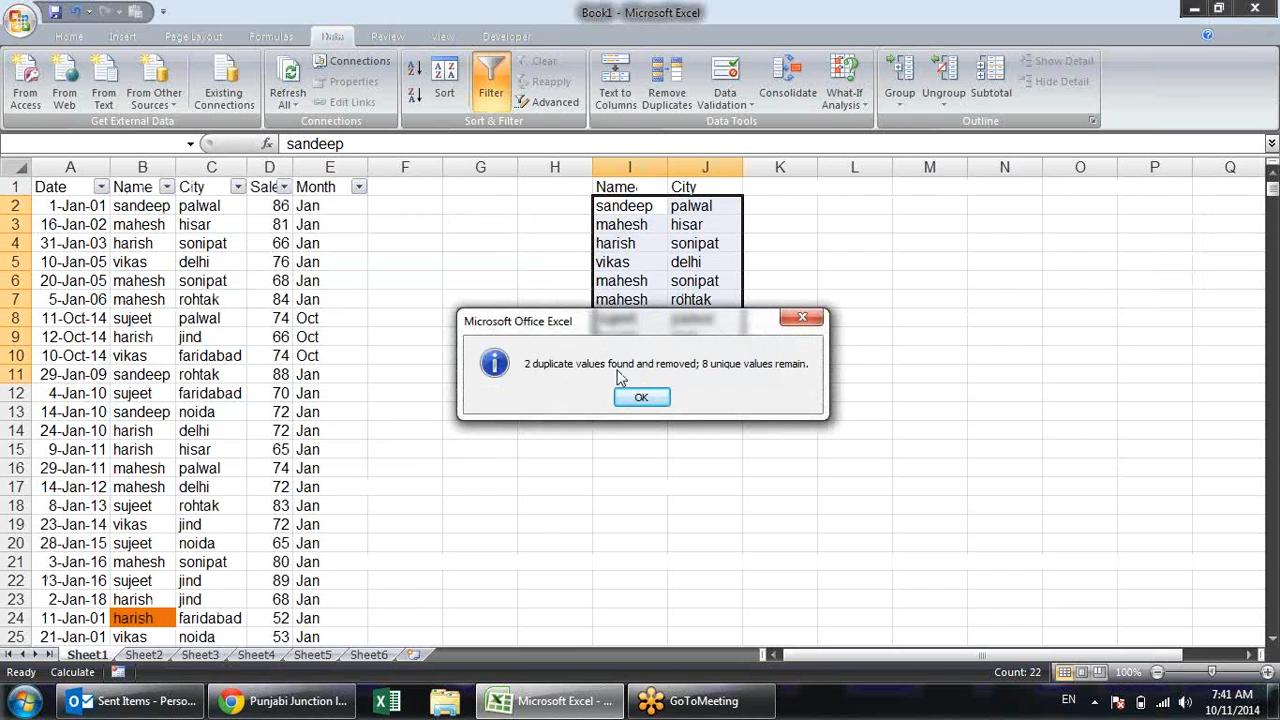 Book1 - Microsoft Excel
Home Insert Page Layout Formulas Data Review View Developer
From Access
From Web
From Text
From Other Sources
Existing Connections
Get External Data
Refresh All
Connections
Properties
Edit Links
Connections
Sort
Filter
Clear
Reapply
Advanced
Sort & Filter
Text to Columns
Remove Duplicates
Data Validation
Consolidate
What-If Analysis
Data Tools
Group
Ungroup
Subtotal
Show Detail
Hide Detail
Outline
fx sandeep
A B C D E F G H I J K L M N O P Q
1 Date Name City Sale Month Name City
2 1-Jan-01 sandeep palwal 86 Jan sandeep palwal
3 16-Jan-02 mahesh hisar 81 Jan mahesh hisar
4 31-Jan-03 harish sonipat 66 Jan harish sonipat
5 10-Jan-05 vikas delhi 76 Jan vikas delhi
6 20-Jan-05 mahesh sonipat 68 Jan mahesh sonipat
7 5-Jan-06 mahesh rohtak 84 Jan mahesh rohtak
8 11-Oct-14 sujeet palwal 74 Oct
9 12-Oct-14 harish jind 66 Oct
10 10-Oct-14 vikas faridabad 74 Oct
11 29-Jan-09 sandeep rohtak 88 Jan
12 4-Jan-10 sujeet faridabad 70 Jan
13 14-Jan-10 sandeep noida 72 Jan
14 24-Jan-10 harish delhi 72 Jan
15 9-Jan-11 harish hisar 65 Jan
16 29-Jan-11 mahesh palwal 74 Jan
17 14-Jan-12 mahesh delhi 72 Jan
18 8-Jan-13 sujeet rohtak 83 Jan
19 23-Jan-14 vikas jind 72 Jan
20 28-Jan-15 sujeet noida 65 Jan
21 3-Jan-16 mahesh sonipat 80 Jan
22 13-Jan-16 sujeet jind 89 Jan
23 2-Jan-18 harish jind 68 Jan
24 11-Jan-01 harish faridabad 52 Jan
25 21-Jan-01 vikas noida 53 Jan
Microsoft Office Excel
2 duplicate values found and removed; 8 unique values remain.
OK
Sheet1 Sheet2 Sheet3 Sheet4 Sheet5 Sheet6
Ready Calculate Count: 22 100%
Sent Items - Perso... Punjabi Junction I... Microsoft Excel - ... GoToMeeting EN 7:41 AM
10/11/2014